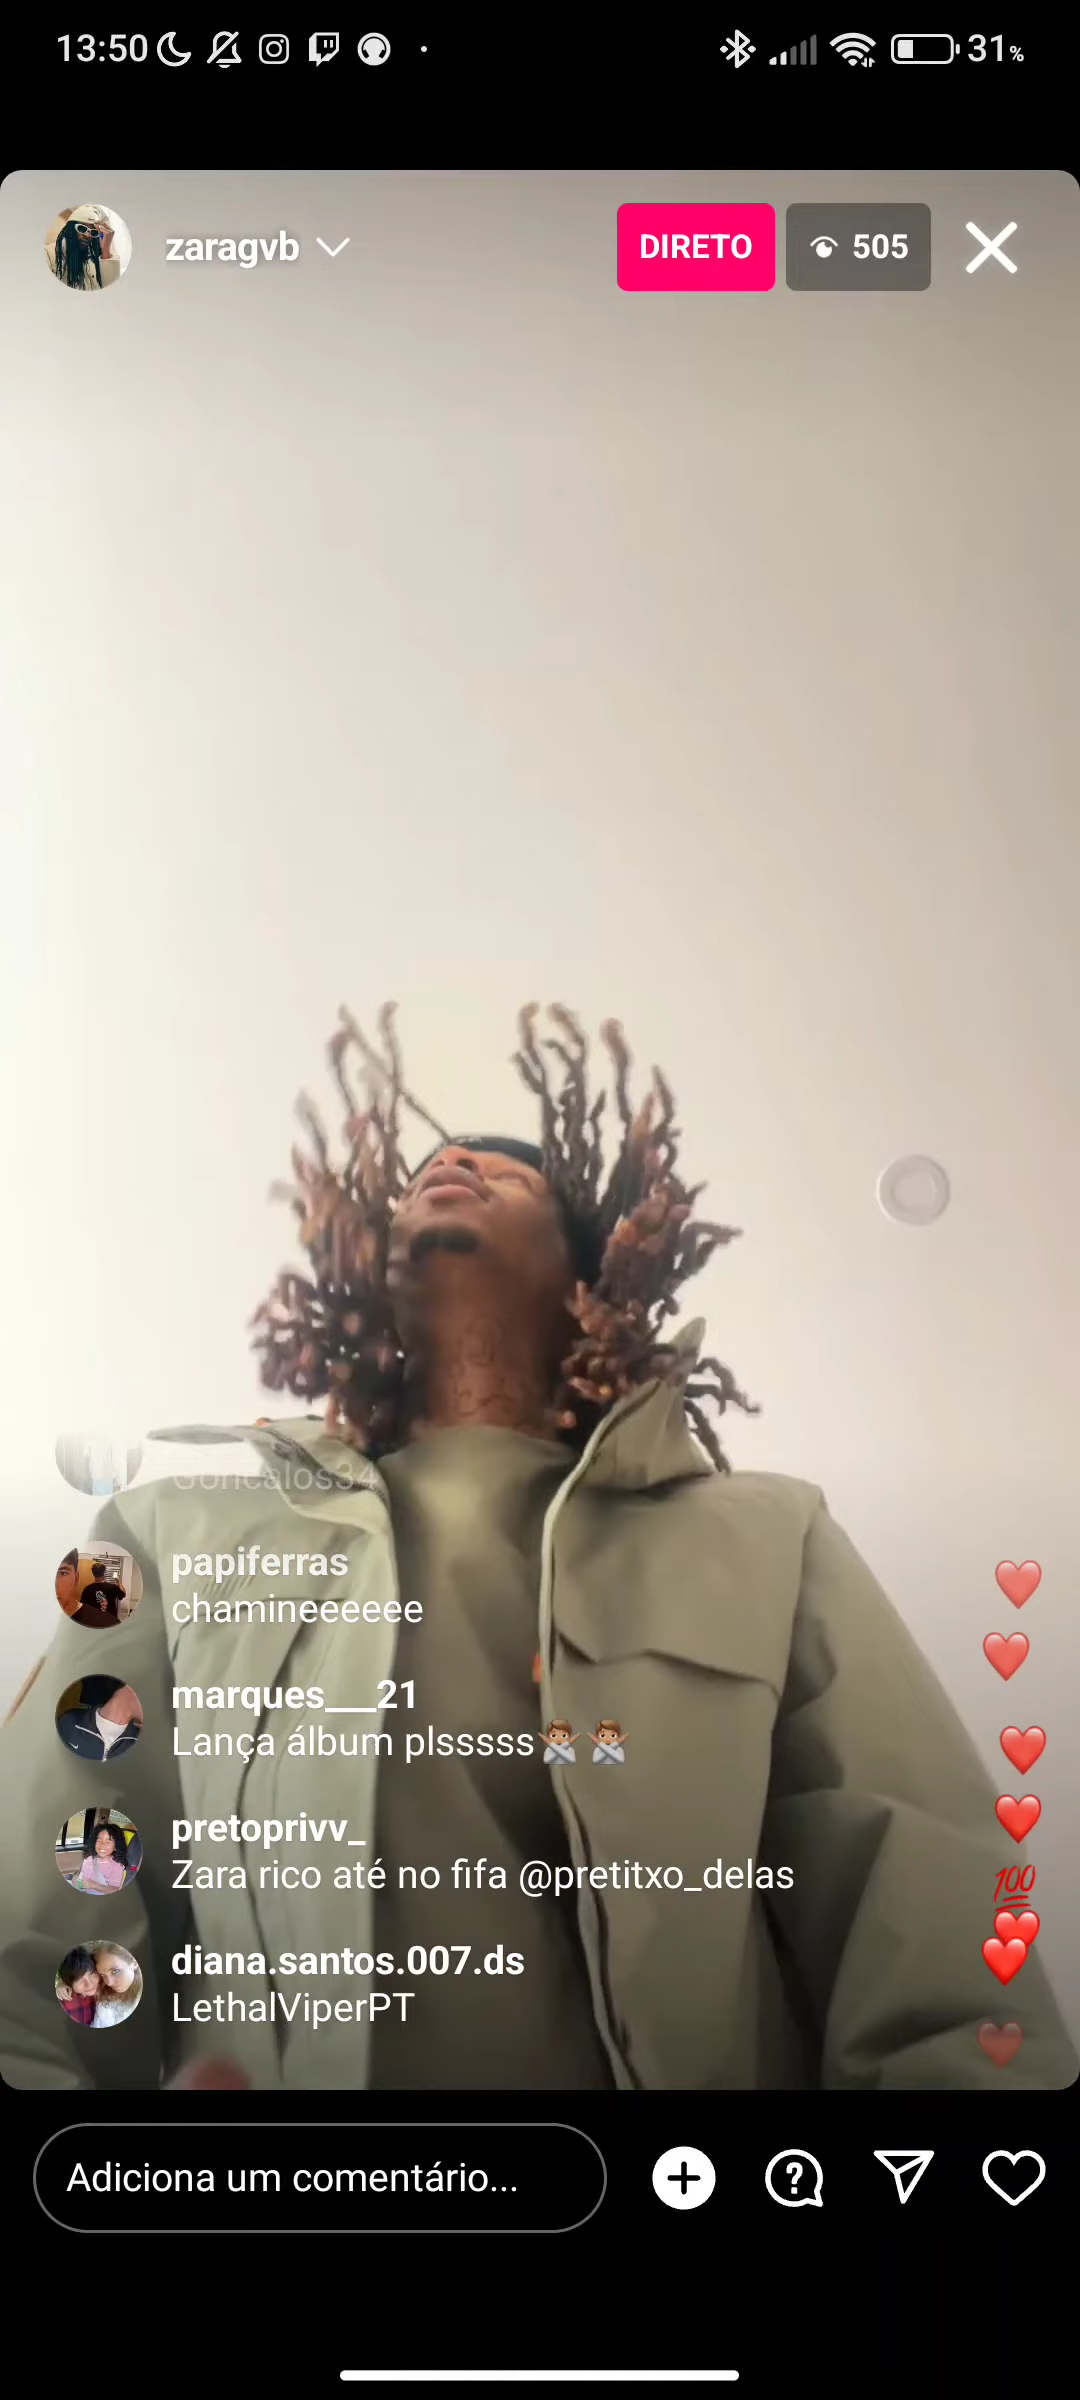 13:50
31%
zaragvb
DIRETO
505
Goncalos34
papiferras
chamineeeeee
marques___21
Lança álbum plsssss🙅🏽🙅🏽
pretoprivv_
Zara rico até no fifa @pretitxo_delas
💯
diana.santos.007.ds
LethalViperPT
Adiciona um comentário...